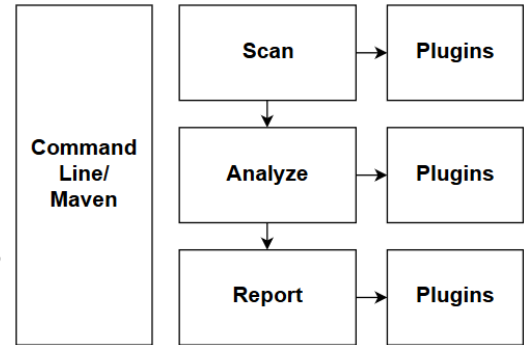 Command
Line/
Maven
Scan
Plugins
Analyze
Plugins
Report
Plugins